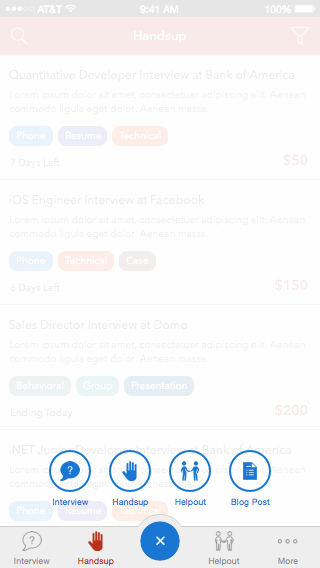 AT&T 9:41 AM 100%
Handsup
Quantitative Developer Interview at Bank of America
Lorem ipsum dolor sit amet, consectetuer adipiscing elit. Aenean
commodo ligula eget dolor. Aenean massa.
Phone Resume Technical
7 Days Left $50
iOS Engineer Interview at Facebook
Lorem ipsum dolor sit amet, consectetuer adipiscing elit. Aenean
commodo ligula eget dolor. Aenean massa.
Phone Technical Case
6 Days Left $150
Sales Director Interview at Domo
Lorem ipsum dolor sit amet, consectetuer adipiscing elit. Aenean
commodo ligula eget dolor. Aenean massa.
Behavioral Group Presentation
Ending Today $200
.NET Junior Developer Interview at Bank of America
Interview Handsup Helpout Blog Post
Phone Resume Technical
Interview Handsup Helpout More